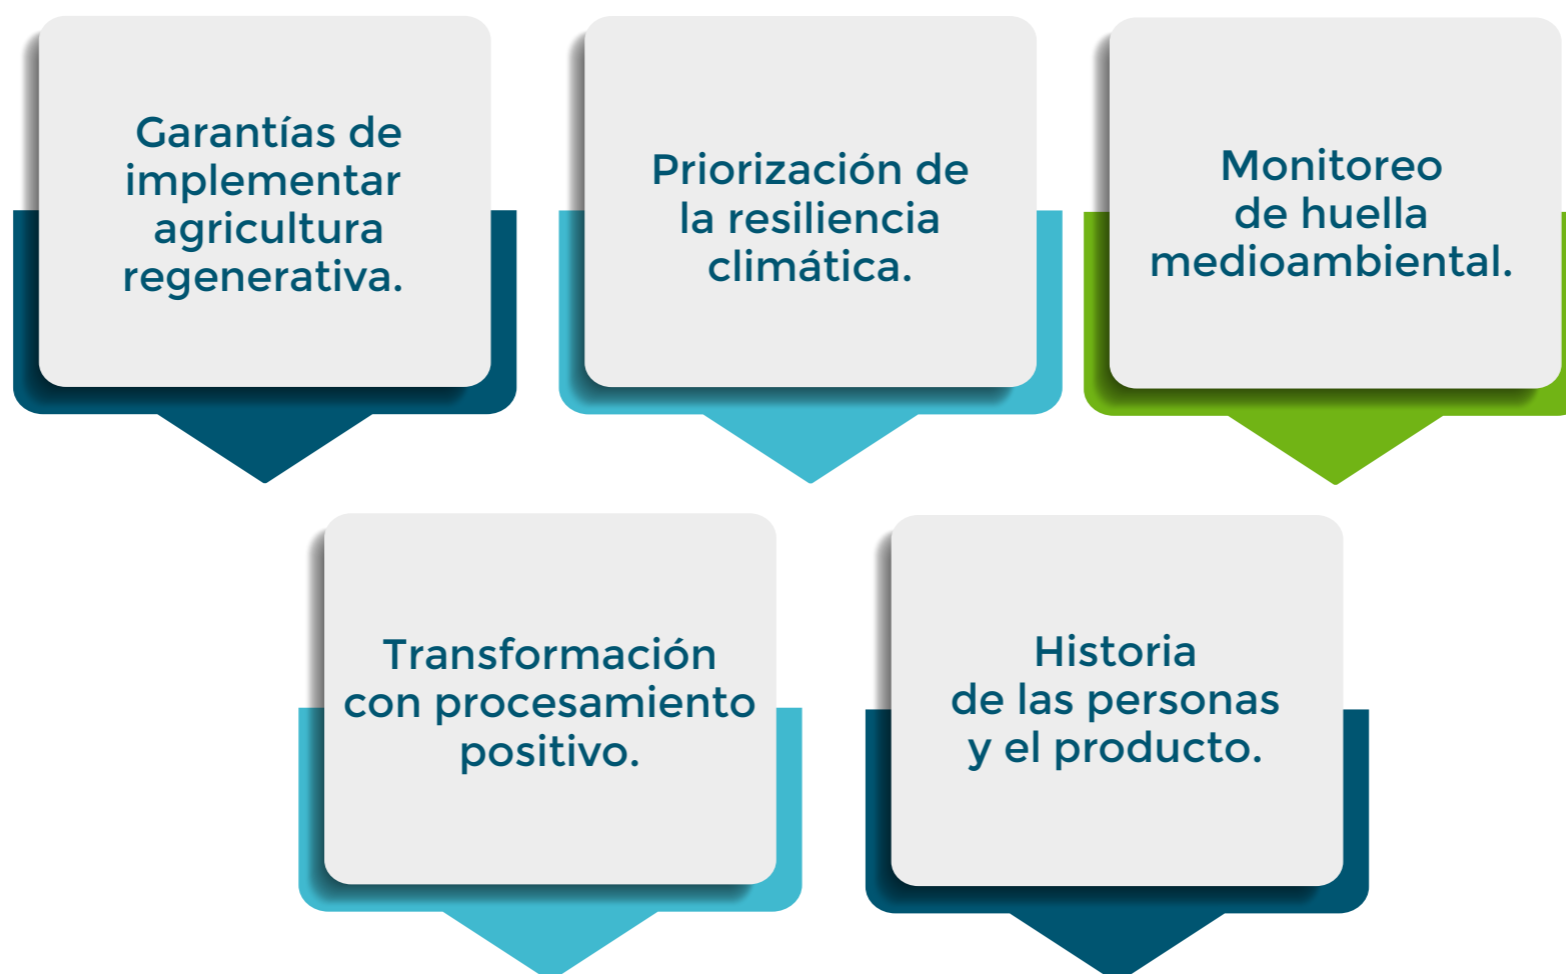 Garantías de
implementar
agricultura
regenerativa.
Priorización de
la resiliencia
climática.
Monitoreo
de huella
medioambiental.
Transformación
con procesamiento
positivo.
Historia
de las personas
y el producto.